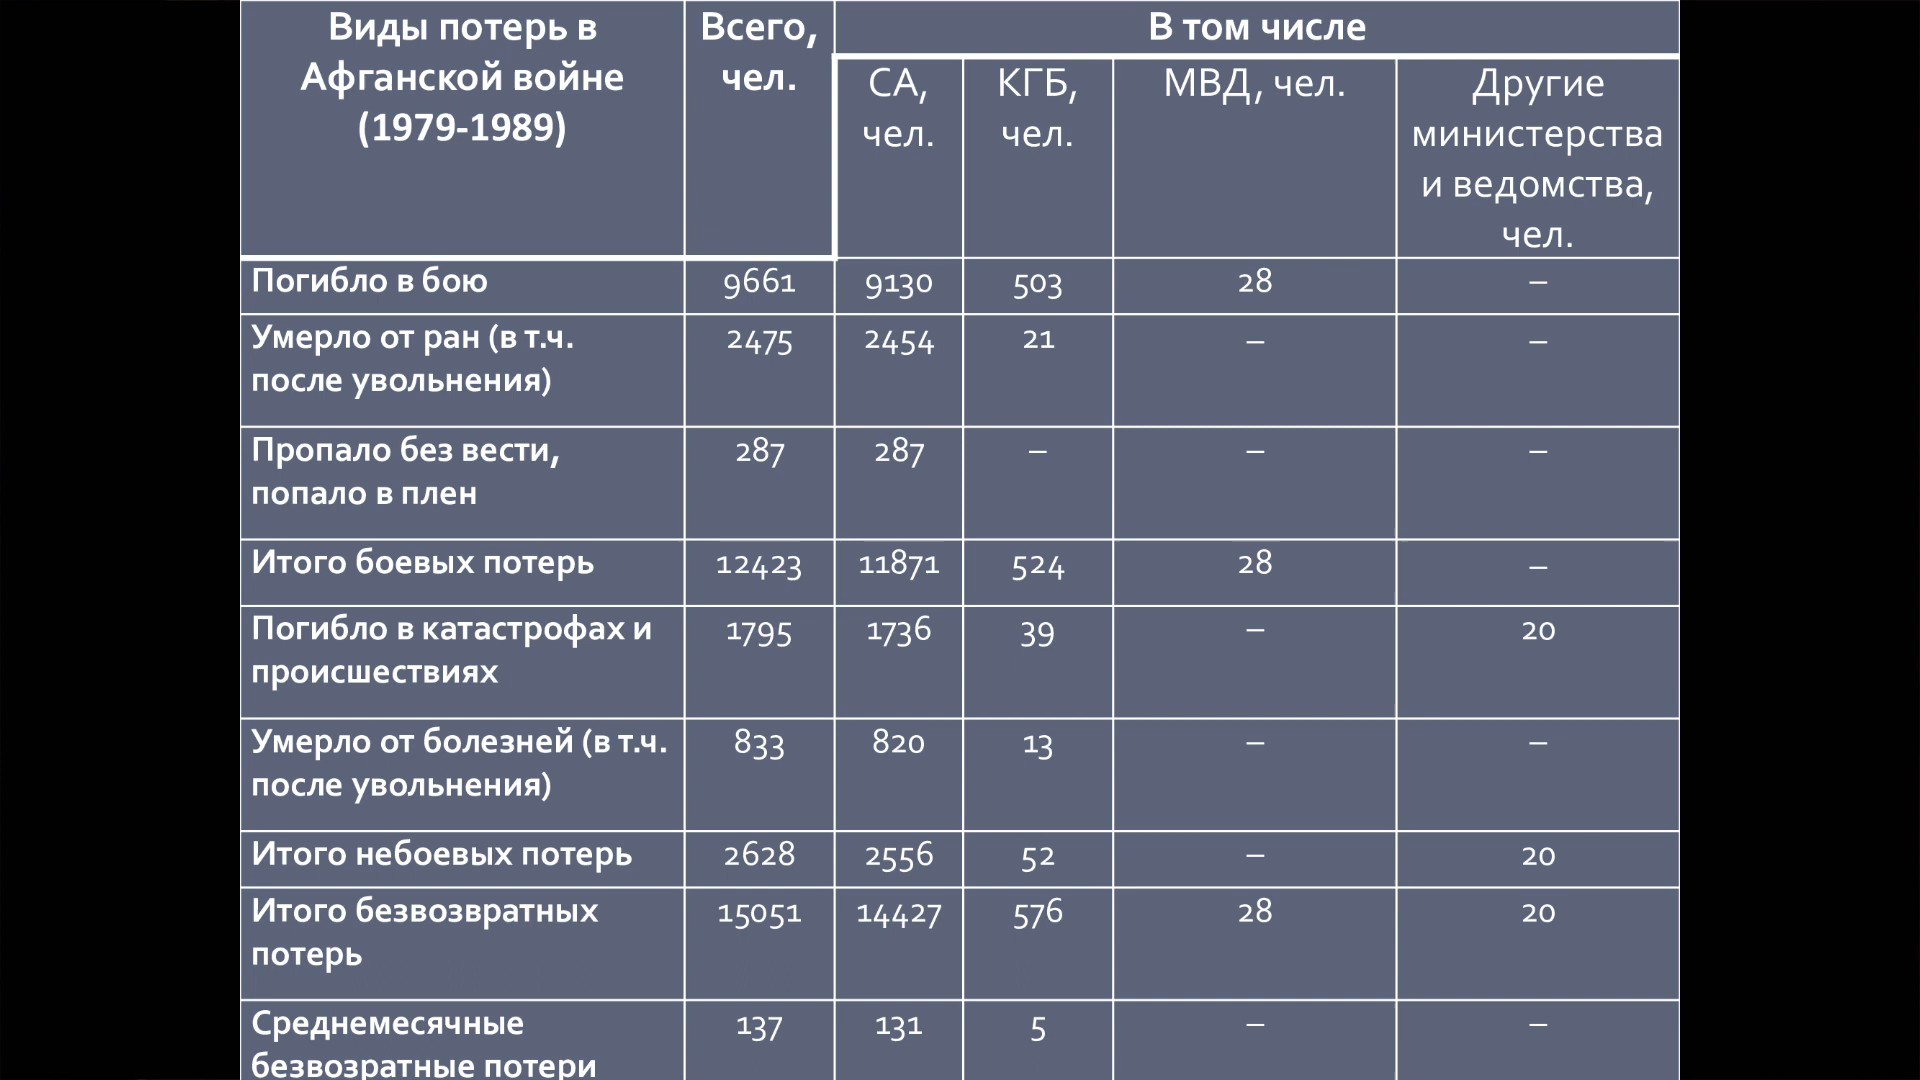 Виды потерь в
Афганской войне
(1979-1989)
Всего,
чел.
В том числе
СА,
чел.
КГБ,
чел.
МВД, чел.
Другие
министерства
и ведомства,
чел.
Погибло в бою
9661
9130
503
28
–
Умерло от ран (в т.ч.
после увольнения)
2475
2454
21
–
–
Пропало без вести,
попало в плен
287
287
–
–
–
Итого боевых потерь
12423
11871
524
28
–
Погибло в катастрофах и
происшествиях
1795
1736
39
–
20
Умерло от болезней (в т.ч.
после увольнения)
833
820
13
–
–
Итого небоевых потерь
2628
2556
52
–
20
Итого безвозвратных
потерь
15051
14427
576
28
20
Среднемесячные
безвозратные потери
137
131
5
–
–